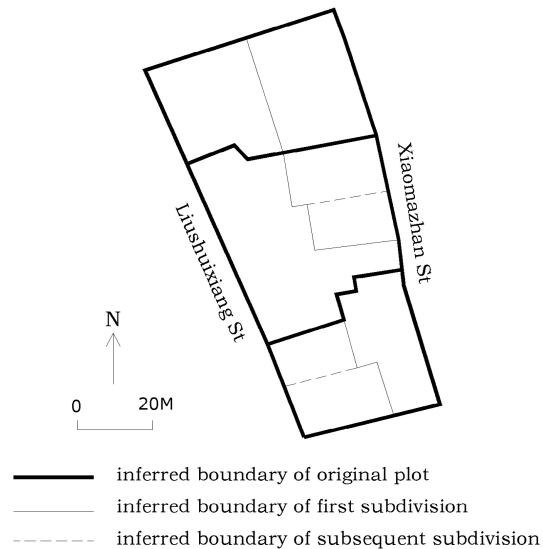 Xiaomazhan St
Liushuixiang St
N
0 20M
inferred boundary of original plot
inferred boundary of first subdivision
inferred boundary of subsequent subdivision